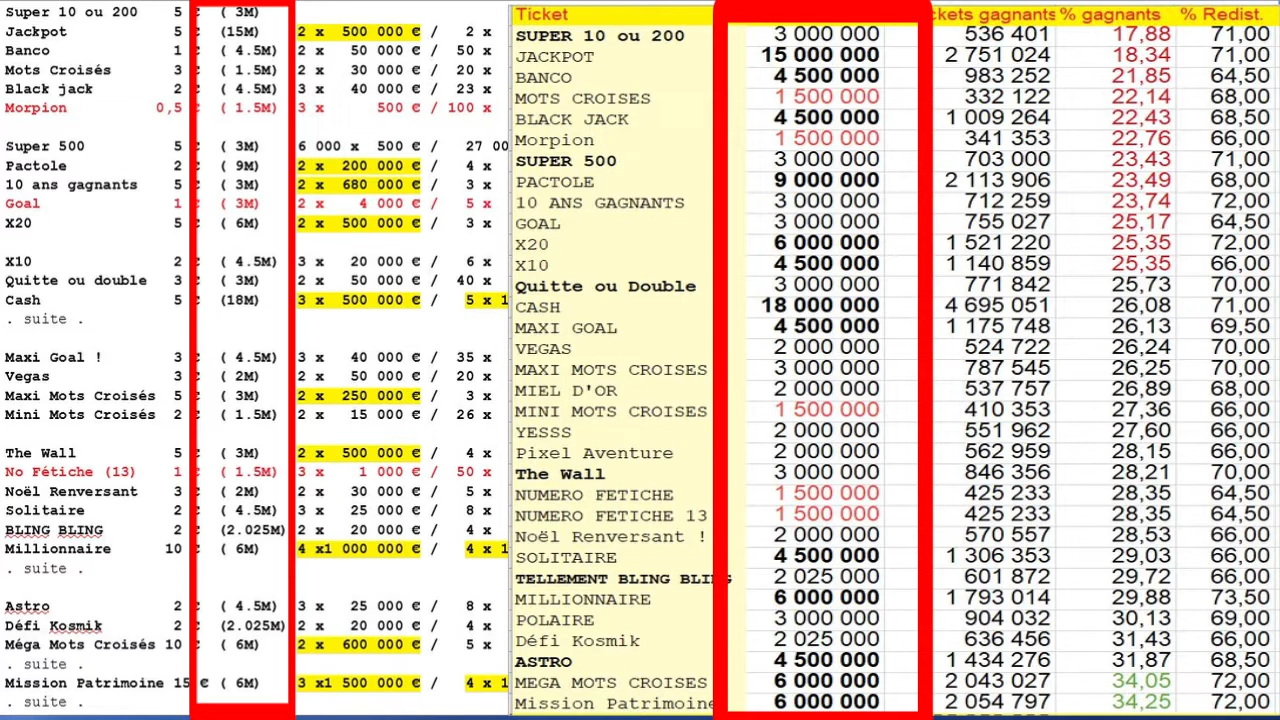 Super 10 ou 200 5 € ( 3M)
Jackpot 5 € (15M) 2 x 500 000 € / 2 x
Banco 1 € ( 4.5M) 2 x 50 000 € / 50 x
Mots Croisés 3 € ( 1.5M) 2 x 30 000 € / 20 x
Black jack 2 € ( 4.5M) 3 x 40 000 € / 23 x
Morpion 0,5 € ( 1.5M) 3 x 500 € / 100 x
Super 500 5 € ( 3M) 6 000 x 500 € / 27 00
Pactole 2 € ( 9M) 2 x 200 000 € / 4 x
10 ans gagnants 5 € ( 3M) 2 x 680 000 € / 3 x
Goal 1 € ( 3M) 2 x 4 000 € / 5 x
X20 5 € ( 6M) 2 x 500 000 € / 3 x
X10 2 € ( 4.5M) 3 x 20 000 € / 6 x
Quitte ou double 3 € ( 3M) 2 x 50 000 € / 40 x
Cash 5 € (18M) 3 x 500 000 € / 5 x 1
. suite .
Maxi Goal ! 3 € ( 4.5M) 3 x 40 000 € / 35 x
Vegas 3 € ( 2M) 2 x 50 000 € / 20 x
Maxi Mots Croisés 5 € ( 3M) 2 x 250 000 € / 3 x
Mini Mots Croisés 2 € ( 1.5M) 2 x 15 000 € / 26 x
The Wall 5 € ( 3M) 2 x 500 000 € / 4 x
No Fétiche (13) 1 € ( 1.5M) 3 x 1 000 € / 50 x
Noël Renversant 3 € ( 2M) 2 x 30 000 € / 5 x
Solitaire 2 € ( 4.5M) 3 x 25 000 € / 8 x
BLING BLING 2 € (2.025M) 2 x 20 000 € / 4 x
Millionnaire 10 € ( 6M) 4 x1 000 000 € / 4 x 1
. suite .
Astro 2 € ( 4.5M) 3 x 25 000 € / 8 x
Défi Kosmik 2 € (2.025M) 2 x 20 000 € / 4 x
Méga Mots Croisés 10 € ( 6M) 2 x 600 000 € / 5 x
. suite .
Mission Patrimoine 15 € ( 6M) 3 x1 500 000 € / 4 x 1
. suite .
Ticket ckets gagnants % gagnants % Redist.
SUPER 10 ou 200 3 000 000 536 401 17,88 71,00
JACKPOT 15 000 000 2 751 024 18,34 71,00
BANCO 4 500 000 983 252 21,85 64,50
MOTS CROISES 1 500 000 332 122 22,14 68,00
BLACK JACK 4 500 000 1 009 264 22,43 68,50
Morpion 1 500 000 341 353 22,76 66,00
SUPER 500 3 000 000 703 000 23,43 71,00
PACTOLE 9 000 000 2 113 906 23,49 68,00
10 ANS GAGNANTS 3 000 000 712 259 23,74 72,00
GOAL 3 000 000 755 027 25,17 64,50
X20 6 000 000 1 521 220 25,35 72,00
X10 4 500 000 1 140 859 25,35 66,00
Quitte ou Double 3 000 000 771 842 25,73 70,00
CASH 18 000 000 4 695 051 26,08 71,00
MAXI GOAL 4 500 000 1 175 748 26,13 69,50
VEGAS 2 000 000 524 722 26,24 70,00
MAXI MOTS CROISES 3 000 000 787 545 26,25 70,00
MIEL D'OR 2 000 000 537 757 26,89 68,00
MINI MOTS CROISES 1 500 000 410 353 27,36 66,00
YESSS 2 000 000 551 962 27,60 66,00
Pixel Aventure 2 000 000 562 959 28,15 66,00
The Wall 3 000 000 846 356 28,21 70,00
NUMERO FETICHE 1 500 000 425 233 28,35 64,50
NUMERO FETICHE 13 1 500 000 425 233 28,35 64,50
Noël Renversant ! 2 000 000 570 557 28,53 66,00
SOLITAIRE 4 500 000 1 306 353 29,03 66,00
TELLEMENT BLING BLING 2 025 000 601 872 29,72 66,00
MILLIONNAIRE 6 000 000 1 793 014 29,88 73,50
POLAIRE 3 000 000 904 032 30,13 69,00
Défi Kosmik 2 025 000 636 456 31,43 66,00
ASTRO 4 500 000 1 434 276 31,87 68,50
MEGA MOTS CROISES 6 000 000 2 043 027 34,05 72,00
Mission Patrimoine 6 000 000 2 054 797 34,25 72,00